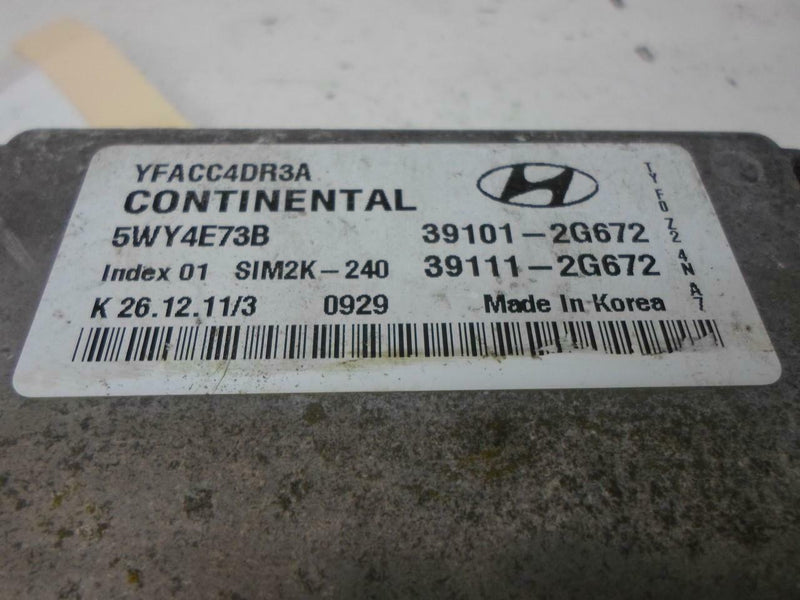 YFACC4DR3A
CONTINENTAL
5WY4E73B 39101-2G672
Index 01 SIM2K-240 39111-2G672
K 26.12.11/3 0929 Made In Korea
TYF0Z24NA7